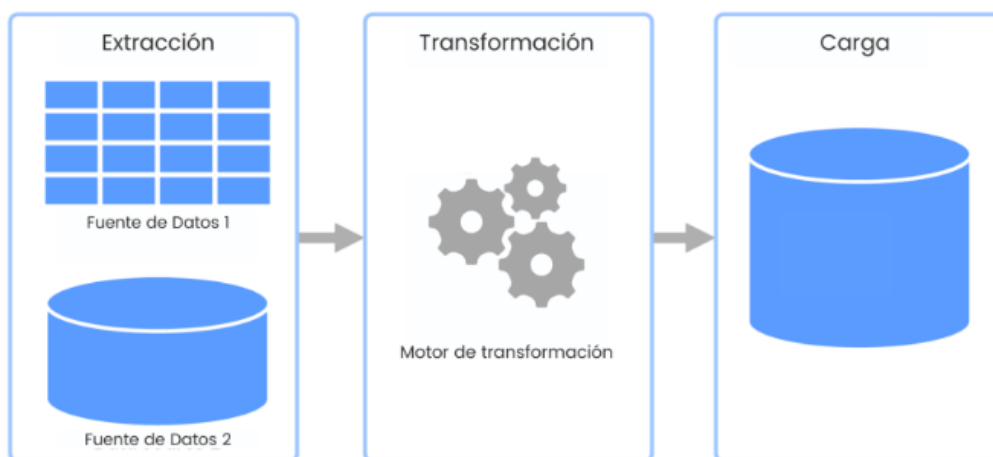 Extracción
Fuente de Datos 1
Fuente de Datos 2
Transformación
Motor de transformación
Carga